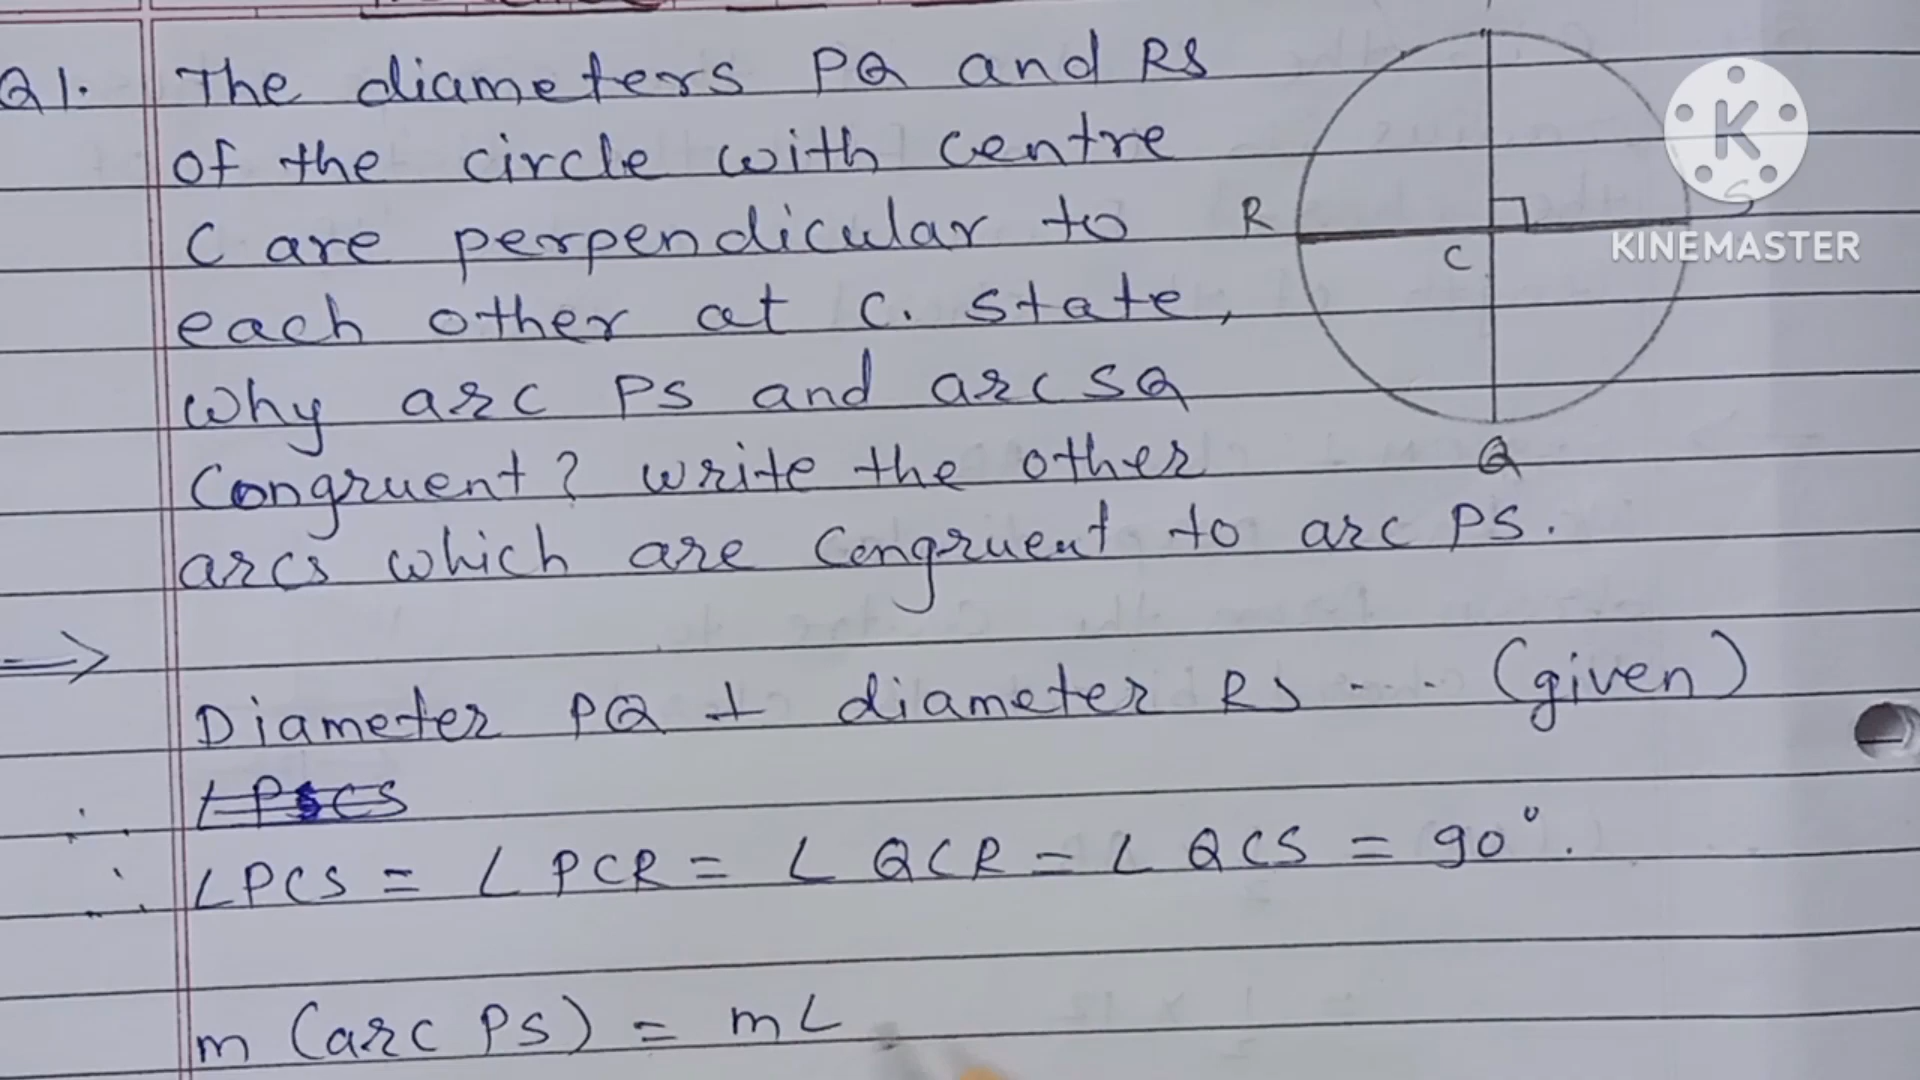 Q1. The diameters PQ and RS
of the circle with centre
C are perpendicular to
each other at C. state,
why arc PS and arc SQ
Congruent? write the other
arcs which are Congruent to arc PS.
R
S
C
Q
K
KINEMASTER
⇒
Diameter PQ ⊥ diameter RS ---- (given)
∴ ∠PSCS
∴ ∠PCS = ∠PCR = ∠QCR = ∠QCS = 90°.
m (arc PS) = m∠